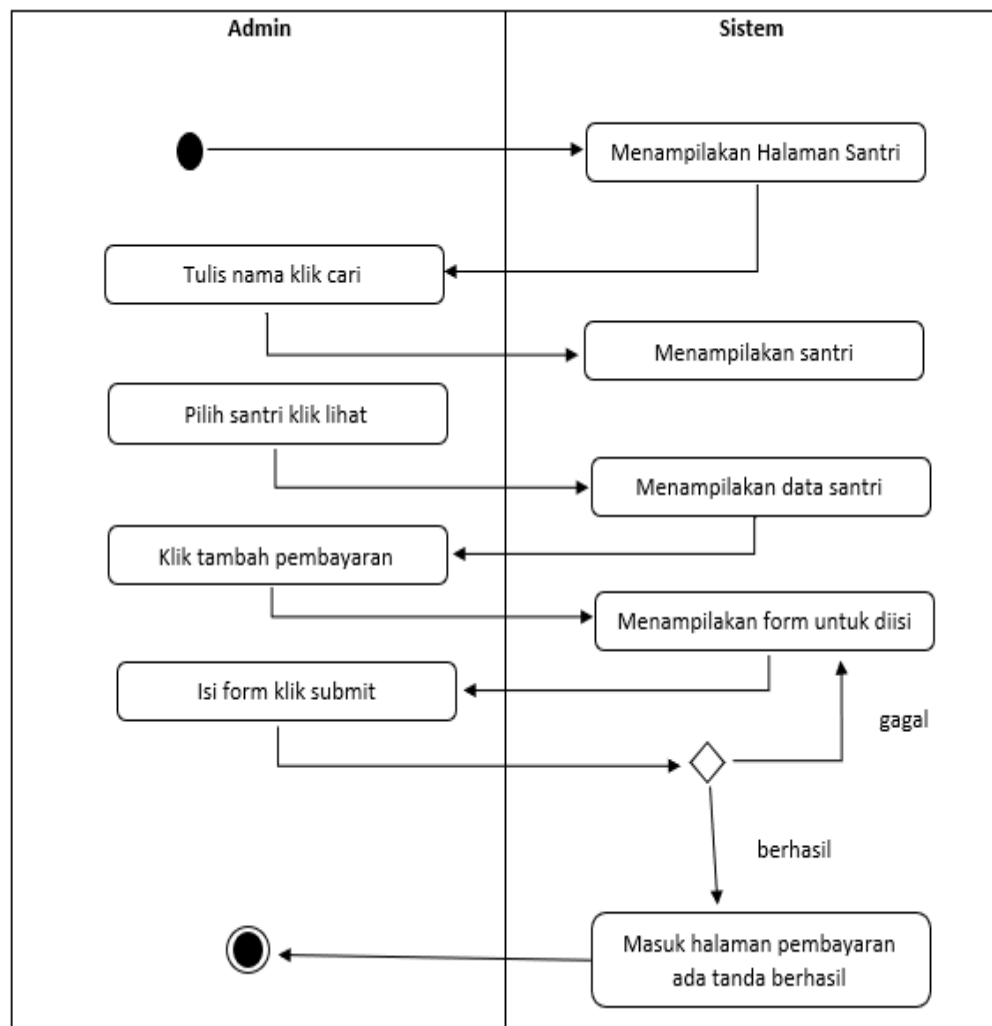 Admin
Sistem
Menampilakan Halaman Santri
Tulis nama klik cari
Menampilakan santri
Pilih santri klik lihat
Menampilakan data santri
Klik tambah pembayaran
Menampilakan form untuk diisi
Isi form klik submit
gagal
berhasil
Masuk halaman pembayaran
ada tanda berhasil